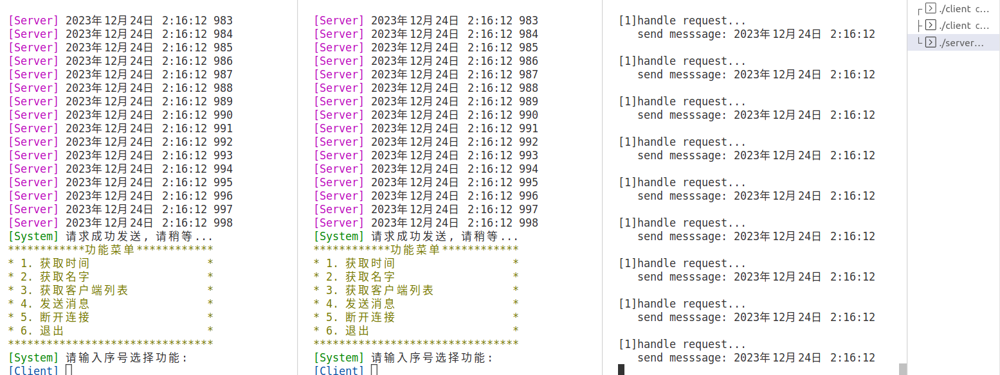 [Server] 2023年12月24日 2:16:12 983
[Server] 2023年12月24日 2:16:12 984
[Server] 2023年12月24日 2:16:12 985
[Server] 2023年12月24日 2:16:12 986
[Server] 2023年12月24日 2:16:12 987
[Server] 2023年12月24日 2:16:12 988
[Server] 2023年12月24日 2:16:12 989
[Server] 2023年12月24日 2:16:12 990
[Server] 2023年12月24日 2:16:12 991
[Server] 2023年12月24日 2:16:12 992
[Server] 2023年12月24日 2:16:12 993
[Server] 2023年12月24日 2:16:12 994
[Server] 2023年12月24日 2:16:12 995
[Server] 2023年12月24日 2:16:12 996
[Server] 2023年12月24日 2:16:12 997
[Server] 2023年12月24日 2:16:12 998
[System] 请求成功发送, 请稍等...
************功能菜单************
* 1. 获取时间 *
* 2. 获取名字 *
* 3. 获取客户端列表 *
* 4. 发送消息 *
* 5. 断开连接 *
* 6. 退出 *
********************************
[System] 请输入序号选择功能:
[Client]
[Server] 2023年12月24日 2:16:12 983
[Server] 2023年12月24日 2:16:12 984
[Server] 2023年12月24日 2:16:12 985
[Server] 2023年12月24日 2:16:12 986
[Server] 2023年12月24日 2:16:12 987
[Server] 2023年12月24日 2:16:12 988
[Server] 2023年12月24日 2:16:12 989
[Server] 2023年12月24日 2:16:12 990
[Server] 2023年12月24日 2:16:12 991
[Server] 2023年12月24日 2:16:12 992
[Server] 2023年12月24日 2:16:12 993
[Server] 2023年12月24日 2:16:12 994
[Server] 2023年12月24日 2:16:12 995
[Server] 2023年12月24日 2:16:12 996
[Server] 2023年12月24日 2:16:12 997
[Server] 2023年12月24日 2:16:12 998
[System] 请求成功发送, 请稍等...
************功能菜单************
* 1. 获取时间 *
* 2. 获取名字 *
* 3. 获取客户端列表 *
* 4. 发送消息 *
* 5. 断开连接 *
* 6. 退出 *
********************************
[System] 请输入序号选择功能:
[Client]
[1]handle request...
send messsage: 2023年12月24日 2:16:12
[1]handle request...
send messsage: 2023年12月24日 2:16:12
[1]handle request...
send messsage: 2023年12月24日 2:16:12
[1]handle request...
send messsage: 2023年12月24日 2:16:12
[1]handle request...
send messsage: 2023年12月24日 2:16:12
[1]handle request...
send messsage: 2023年12月24日 2:16:12
[1]handle request...
send messsage: 2023年12月24日 2:16:12
[1]handle request...
send messsage: 2023年12月24日 2:16:12
[1]handle request...
send messsage: 2023年12月24日 2:16:12
./client c...
./client c...
./server...